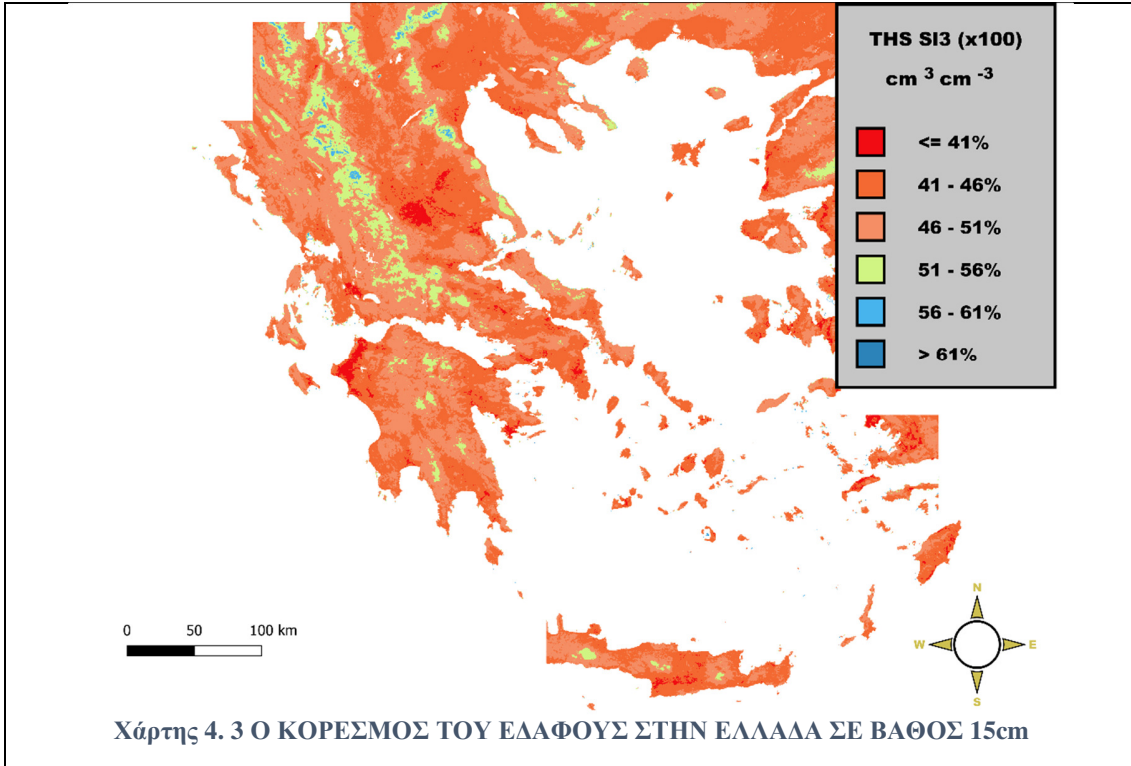 THS SI3 (x100)
cm 3 cm -3
<= 41%
41 - 46%
46 - 51%
51 - 56%
56 - 61%
> 61%
0 50 100 km
N
W E
S
Χάρτης 4. 3 Ο ΚΟΡΕΣΜΟΣ ΤΟΥ ΕΔΑΦΟΥΣ ΣΤΗΝ ΕΛΛΑΔΑ ΣΕ ΒΑΘΟΣ 15cm